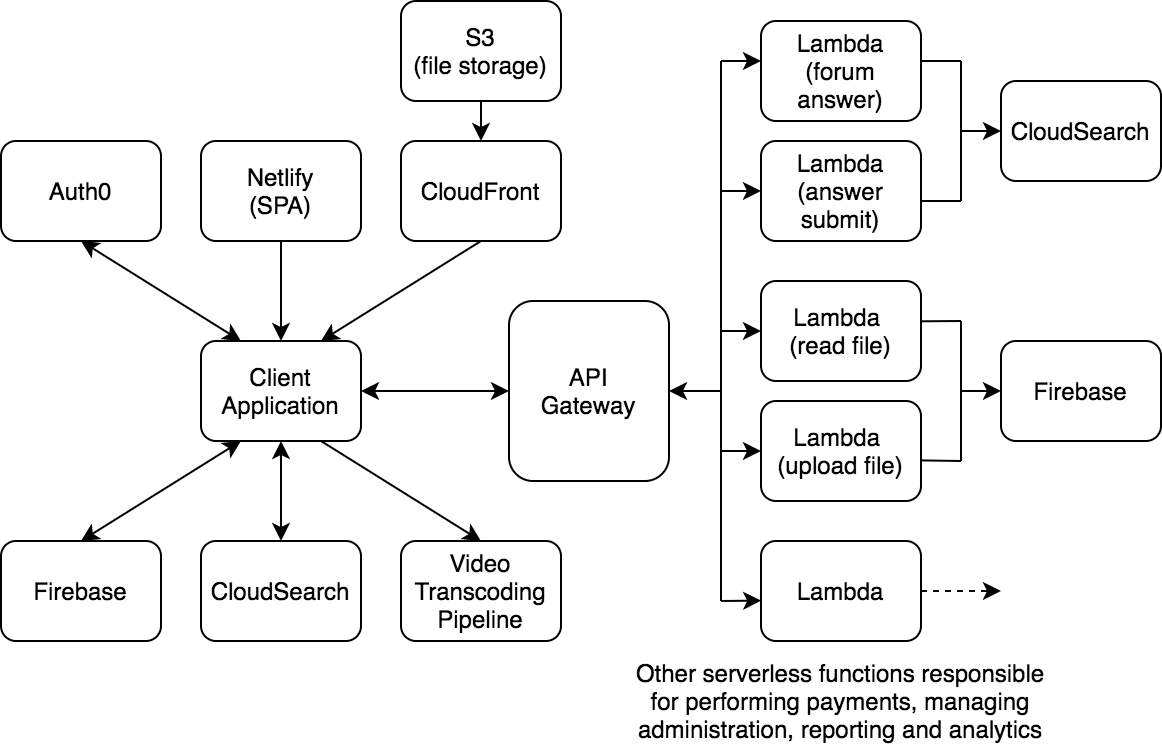 S3
(file storage)
Lambda
(forum
answer)
CloudSearch
Auth0
Netlify
(SPA)
CloudFront
Lambda
(answer
submit)
Lambda
(read file)
Client
Application
API
Gateway
Firebase
Lambda
(upload file)
Firebase
CloudSearch
Video
Transcoding
Pipeline
Lambda
Other serverless functions responsible
for performing payments, managing
administration, reporting and analytics